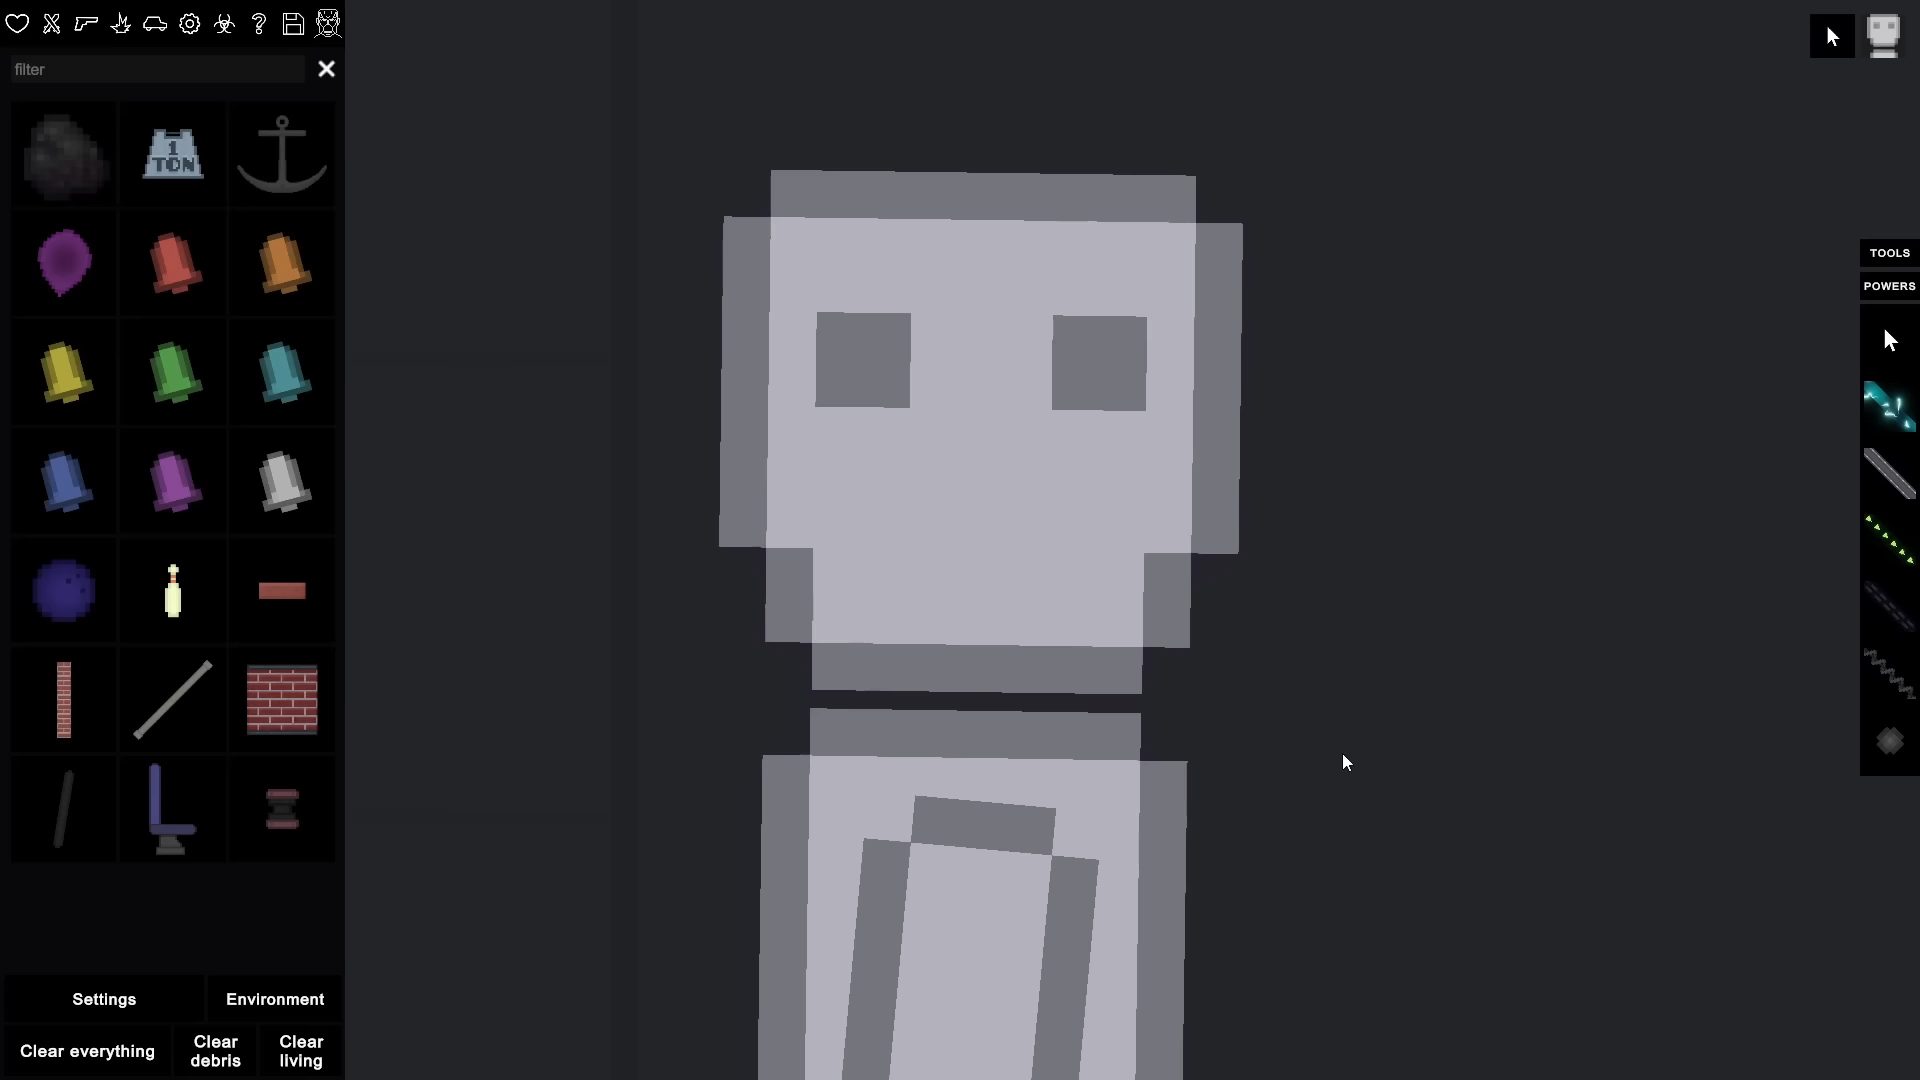 filter
1
TON
TOOLS
POWERS
Settings
Environment
Clear everything
Clear
debris
Clear
living